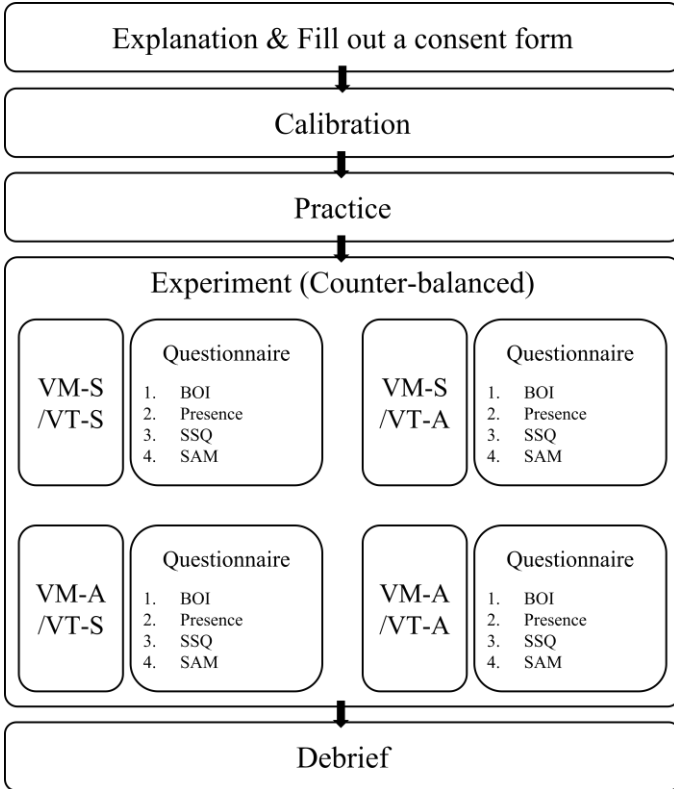 Explanation & Fill out a consent form
Calibration
Practice
Experiment (Counter-balanced)
VM-S
/VT-S
Questionnaire
1. BOI
2. Presence
3. SSQ
4. SAM
VM-S
/VT-A
Questionnaire
1. BOI
2. Presence
3. SSQ
4. SAM
VM-A
/VT-S
Questionnaire
1. BOI
2. Presence
3. SSQ
4. SAM
VM-A
/VT-A
Questionnaire
1. BOI
2. Presence
3. SSQ
4. SAM
Debrief